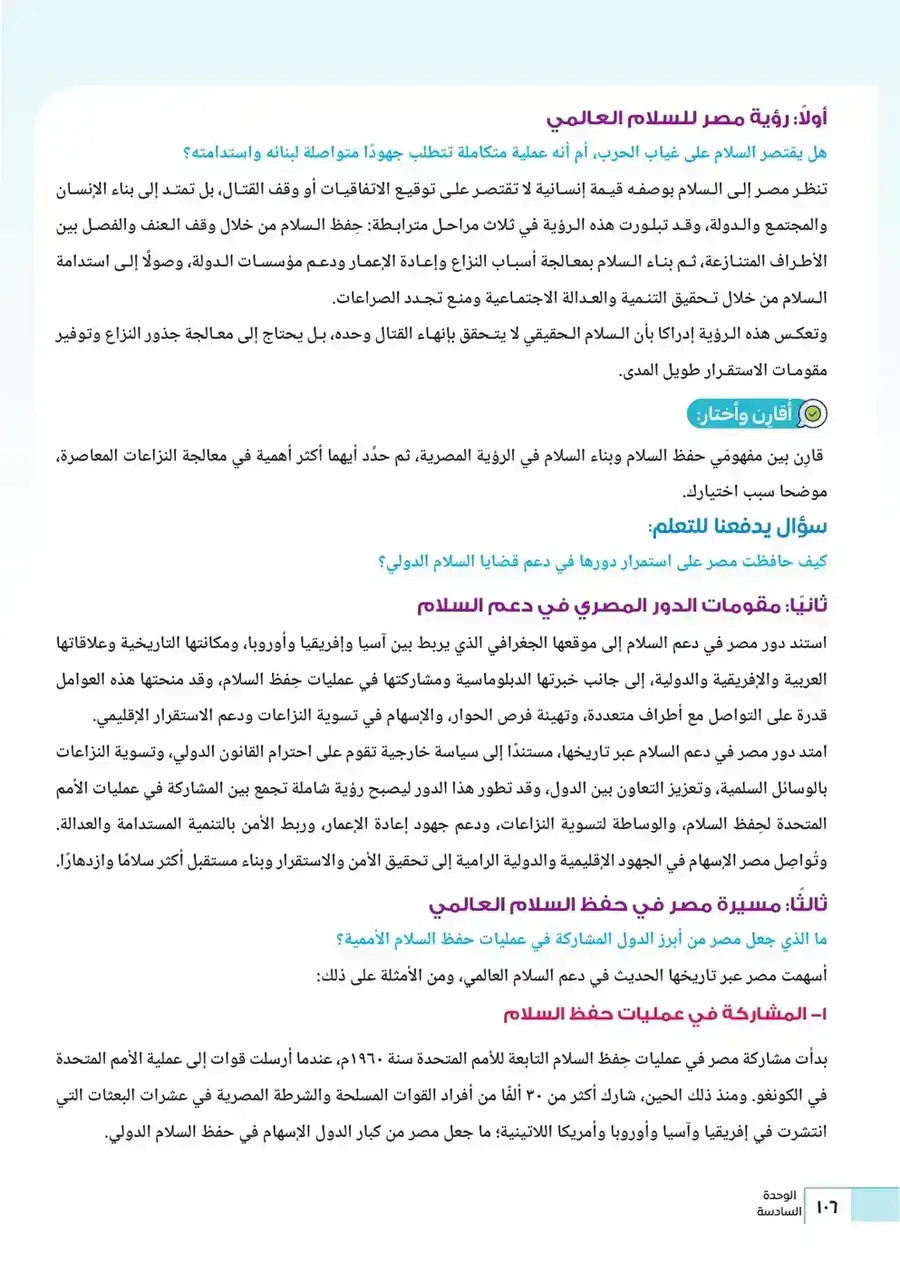 أولًا: رؤية مصر للسلام العالمي
هل يقتصر السلام على غياب الحرب، أم أنه عملية متكاملة تتطلب جهودًا متواصلة لبنائه واستدامته؟
تنظر مصر إلى السلام بوصفه قيمة إنسانية لا تقتصر على توقيع الاتفاقيات أو وقف القتال، بل تمتد إلى بناء الإنسان
والمجتمع والدولة، وقد تبلورت هذه الرؤية في ثلاث مراحل مترابطة: حِفظ السلام من خلال وقف العنف والفصل بين
الأطراف المتنازعة، ثم بناء السلام بمعالجة أسباب النزاع وإعادة الإعمار ودعم مؤسسات الدولة، وصولًا إلى استدامة
السلام من خلال تحقيق التنمية والعدالة الاجتماعية ومنع تجدد الصراعات.
وتعكس هذه الرؤية إدراكا بأن السلام الحقيقي لا يتحقق بإنهاء القتال وحده، بل يحتاج إلى معالجة جذور النزاع وتوفير
مقومات الاستقرار طويل المدى.
أُقارِن وأختار:
قارِن بين مفهومَي حفظ السلام وبناء السلام في الرؤية المصرية، ثم حدِّد أيهما أكثر أهمية في معالجة النزاعات المعاصرة،
موضحا سبب اختيارك.
سؤال يدفعنا للتعلم:
كيف حافظت مصر على استمرار دورها في دعم قضايا السلام الدولي؟
ثانيًا: مقومات الدور المصري في دعم السلام
استند دور مصر في دعم السلام إلى موقعها الجغرافي الذي يربط بين آسيا وإفريقيا وأوروبا، ومكانتها التاريخية وعلاقاتها
العربية والإفريقية والدولية، إلى جانب خبرتها الدبلوماسية ومشاركتها في عمليات حِفظ السلام، وقد منحتها هذه العوامل
قدرة على التواصل مع أطراف متعددة، وتهيئة فرص الحوار، والإسهام في تسوية النزاعات ودعم الاستقرار الإقليمي.
امتد دور مصر في دعم السلام عبر تاريخها، مستندًا إلى سياسة خارجية تقوم على احترام القانون الدولي، وتسوية النزاعات
بالوسائل السلمية، وتعزيز التعاون بين الدول، وقد تطور هذا الدور ليصبح رؤية شاملة تجمع بين المشاركة في عمليات الأمم
المتحدة لحِفظ السلام، والوساطة لتسوية النزاعات، ودعم جهود إعادة الإعمار، وربط الأمن بالتنمية المستدامة والعدالة.
وتُواصِل مصر الإسهام في الجهود الإقليمية والدولية الرامية إلى تحقيق الأمن والاستقرار وبناء مستقبل أكثر سلامًا وازدهارًا.
ثالثًا: مسيرة مصر في حفظ السلام العالمي
ما الذي جعل مصر من أبرز الدول المشاركة في عمليات حفظ السلام الأممية؟
أسهمت مصر عبر تاريخها الحديث في دعم السلام العالمي، ومن الأمثلة على ذلك:
١- المشاركة في عمليات حفظ السلام
بدأت مشاركة مصر في عمليات حِفظ السلام التابعة للأمم المتحدة سنة ١٩٦٠م، عندما أرسلت قوات إلى عملية الأمم المتحدة
في الكونغو. ومنذ ذلك الحين، شارك أكثر من ٣٠ ألفًا من أفراد القوات المسلحة والشرطة المصرية في عشرات البعثات التي
انتشرت في إفريقيا وآسيا وأوروبا وأمريكا اللاتينية؛ ما جعل مصر من كبار الدول الإسهام في حفظ السلام الدولي.
١٠٦
الوحدة
السادسة